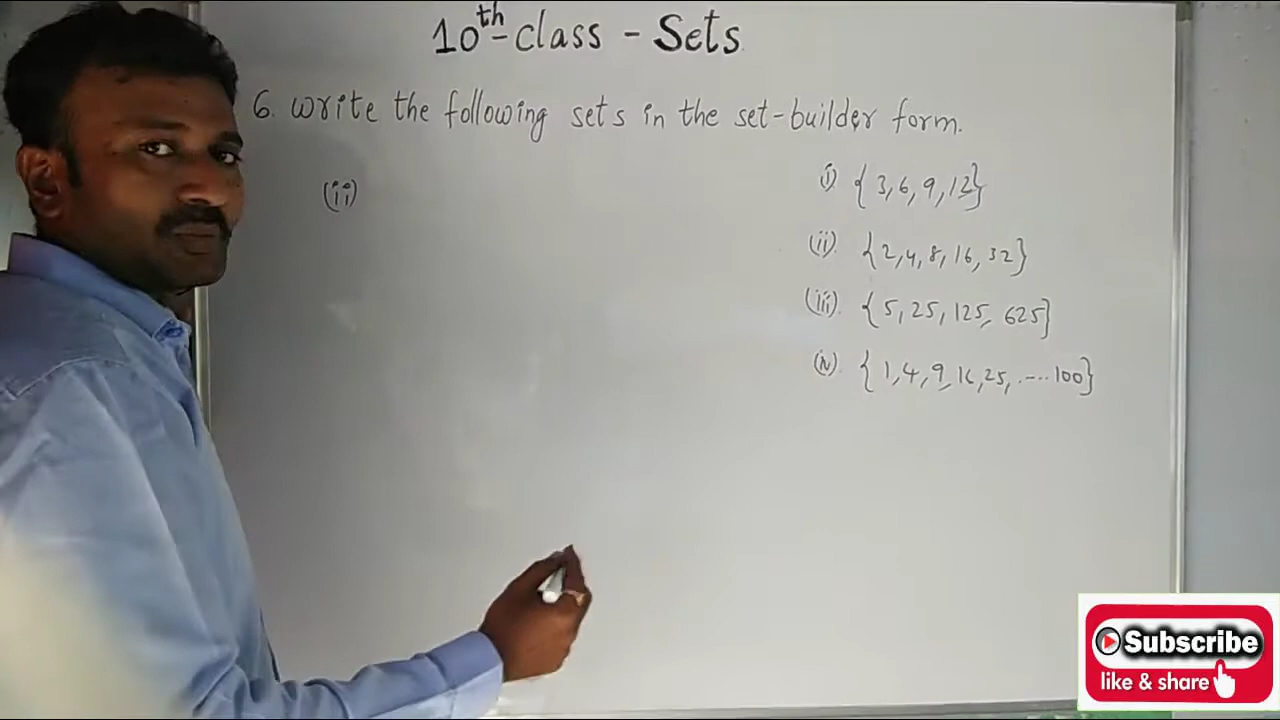 10th class - Sets
6. Write the following sets in the set-builder form.
(ii)
i) {3, 6, 9, 12}
(ii). {2, 4, 8, 16, 32}
(iii). {5, 25, 125, 625}
(iv). {1, 4, 9, 16, 25, ....100}
Subscribe
like & share